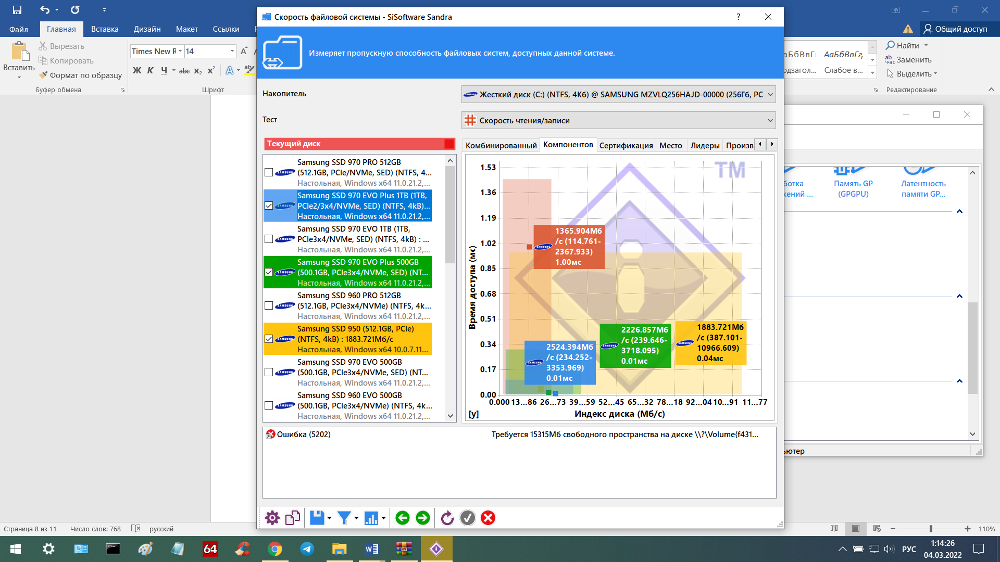 Скорость файловой системы - SiSoftware Sandra
?
Файл
Главная
Вставка
Дизайн
Макет
Ссылки
Общий доступ
Вставить
Вырезать
Копировать
Формат по образцу
Буфер обмена
Times New R
14
Ж К Ч abc x₂ x²
Шрифт
Слабое в...
АаБбВвГг,
Найти
Заменить
Выделить
Редактирование
Измеряет пропускную способность файловых систем, доступных данной системе.
Накопитель
Жесткий диск (C:) (NTFS, 4Кб) @ SAMSUNG MZVLQ256HAJD-00000 (256Гб, PC
Тест
Скорость чтения/записи
Текущий диск
Samsung SSD 970 PRO 512GB
(512.1GB, PCIe/NVMe, SED) (NTFS, 4...
Настольная, Windows x64 11.0.21.2,...
Samsung SSD 970 EVO Plus 1TB (1TB,
PCIe2/3x4/NVMe, SED) (NTFS, 4kB)...
Настольная, Windows x64 11.0.21.2,...
Samsung SSD 970 EVO 1TB (1TB,
PCIe3x4/NVMe, SED) (NTFS, 4kB) : ...
Настольная, Windows x64 11.0.21.2,...
Samsung SSD 970 EVO Plus 500GB
(500.1GB, PCIe3x4/NVMe, SED) (NT...
Настольная, Windows x64 11.0.21.2,...
Samsung SSD 960 PRO 512GB
(512.1GB, PCIe3x4/NVMe) (NTFS, 4k...
Настольная, Windows x64 11.0.21.2,...
Samsung SSD 950 (512.1GB, PCIe)
(NTFS, 4kB) : 1883.721Мб/с
Настольная, Windows x64 10.0.7.11...
Samsung SSD 970 EVO 500GB
(500.1GB, PCIe3x4/NVMe, SED) (NT...
Настольная, Windows x64 11.0.21.2,...
Samsung SSD 960 EVO 500GB
(500.1GB, PCIe3x4/NVMe) (NTFS, 4k...
Настольная, Windows x64 11.0.21.2,...
Комбинированный
Компонентов
Сертификация
Место
Лидеры
Произв
TM
1.53
1.36
1.19
1.02
0.85
0.68
0.51
0.34
0.17
0.00
Время доступа (мс)
1365.904Мб
/с (114.761-
2367.933)
1.00мс
2524.394Мб
/с (234.252-
3353.969)
0.01мс
2226.857Мб
/с (239.646-
3718.095)
0.01мс
1883.721Мб
/с (387.101-
10966.609)
0.04мс
0.000 13...86 26...73 39...59 52...45 65...32 78...18 92...04 10...91 11...77
[y]
Индекс диска (Мб/с)
Ошибка (5202)
Требуется 15315Мб свободного пространства на диске \\?\Volume{f431...
Память GP
(GPGPU)
Латентность
памяти GP...
Страница 8 из 11
Число слов: 768
русский
110%
64
РУС
1:14:26
04.03.2022